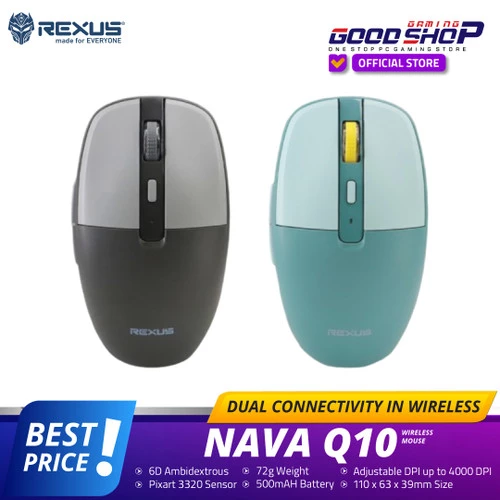 REXUS®
made for EVERYONE
GAMING
GOODSHOP
ONE STOP PC GAMING STORE
OFFICIAL STORE
REXUS
REXUS
DUAL CONNECTIVITY IN WIRELESS
BEST
PRICE!
NAVA Q10 WIRELESS
MOUSE
• 6D Ambidextrous • 72g Weight • Adjustable DPI up to 4000 DPI
• Pixart 3320 Sensor • 500mAH Battery • 110 x 63 x 39mm Size